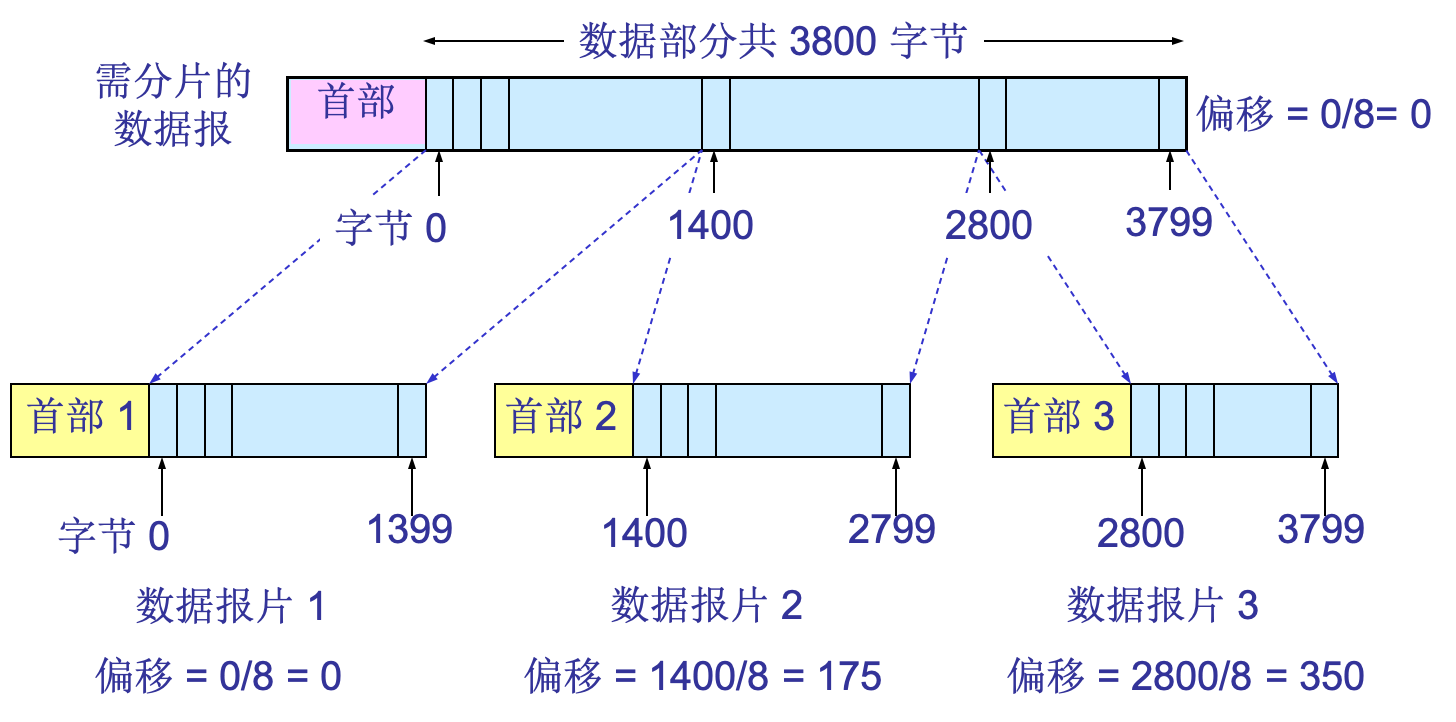 数据部分共 3800 字节
需分片的
数据报
首部
偏移 = 0/8= 0
字节 0
1400
2800
3799
首部 1
首部 2
首部 3
字节 0
1399
1400
2799
2800
3799
数据报片 1
数据报片 2
数据报片 3
偏移 = 0/8 = 0
偏移 = 1400/8 = 175
偏移 = 2800/8 = 350